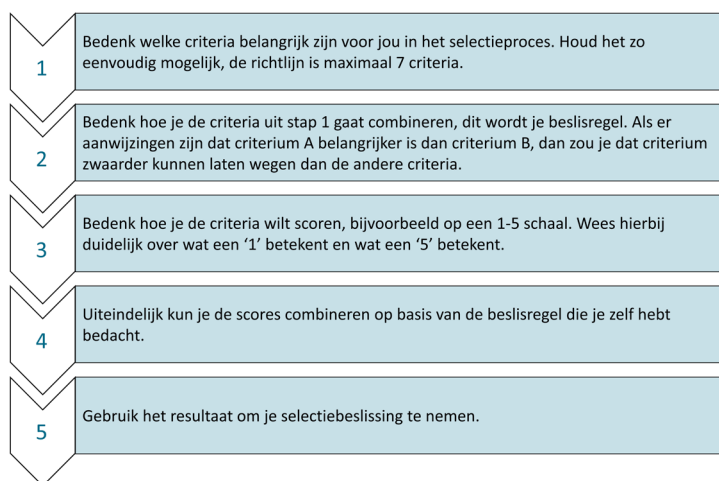 1
Bedenk welke criteria belangrijk zijn voor jou in het selectieproces. Houd het zo
eenvoudig mogelijk, de richtlijn is maximaal 7 criteria.
2
Bedenk hoe je de criteria uit stap 1 gaat combineren, dit wordt je beslisregel. Als er
aanwijzingen zijn dat criterium A belangrijker is dan criterium B, dan zou je dat criterium
zwaarder kunnen laten wegen dan de andere criteria.
3
Bedenk hoe je de criteria wilt scoren, bijvoorbeeld op een 1-5 schaal. Wees hierbij
duidelijk over wat een ‘1’ betekent en wat een ‘5’ betekent.
4
Uiteindelijk kun je de scores combineren op basis van de beslisregel die je zelf hebt
bedacht.
5
Gebruik het resultaat om je selectiebeslissing te nemen.